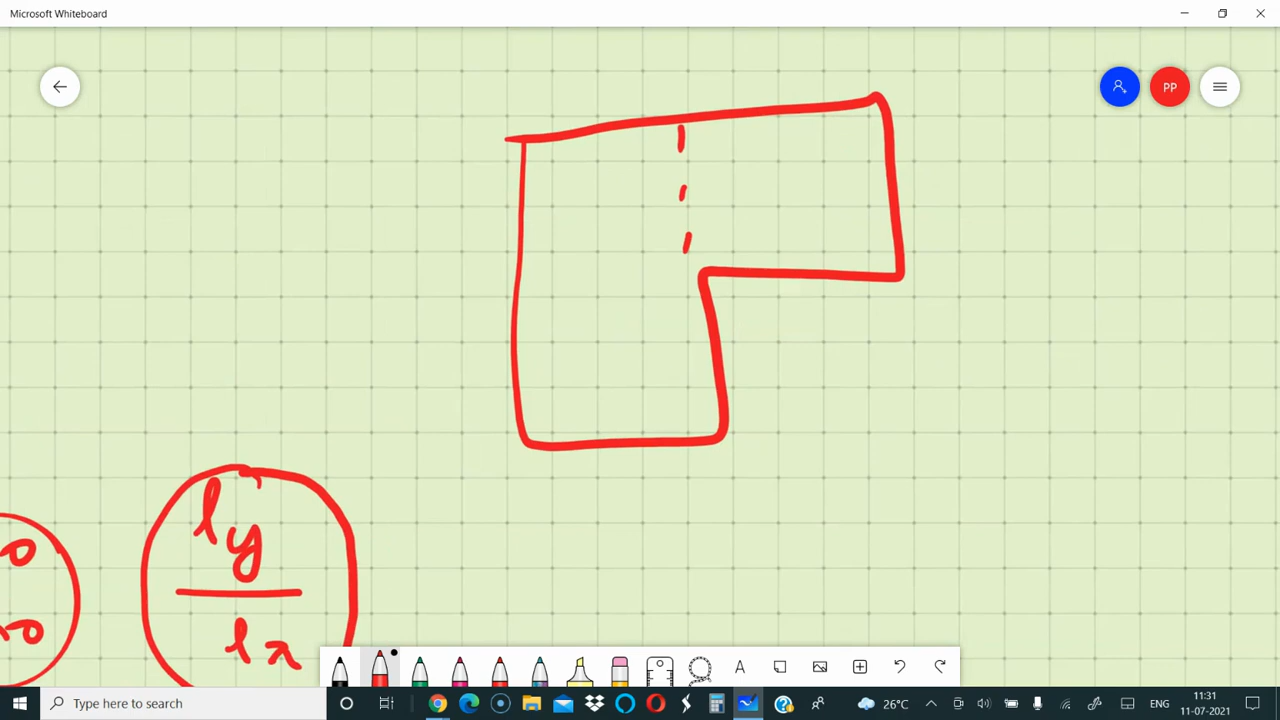 Microsoft Whiteboard
PP
ly
lx
A
Type here to search
26°C
ENG
11:31
11-07-2021